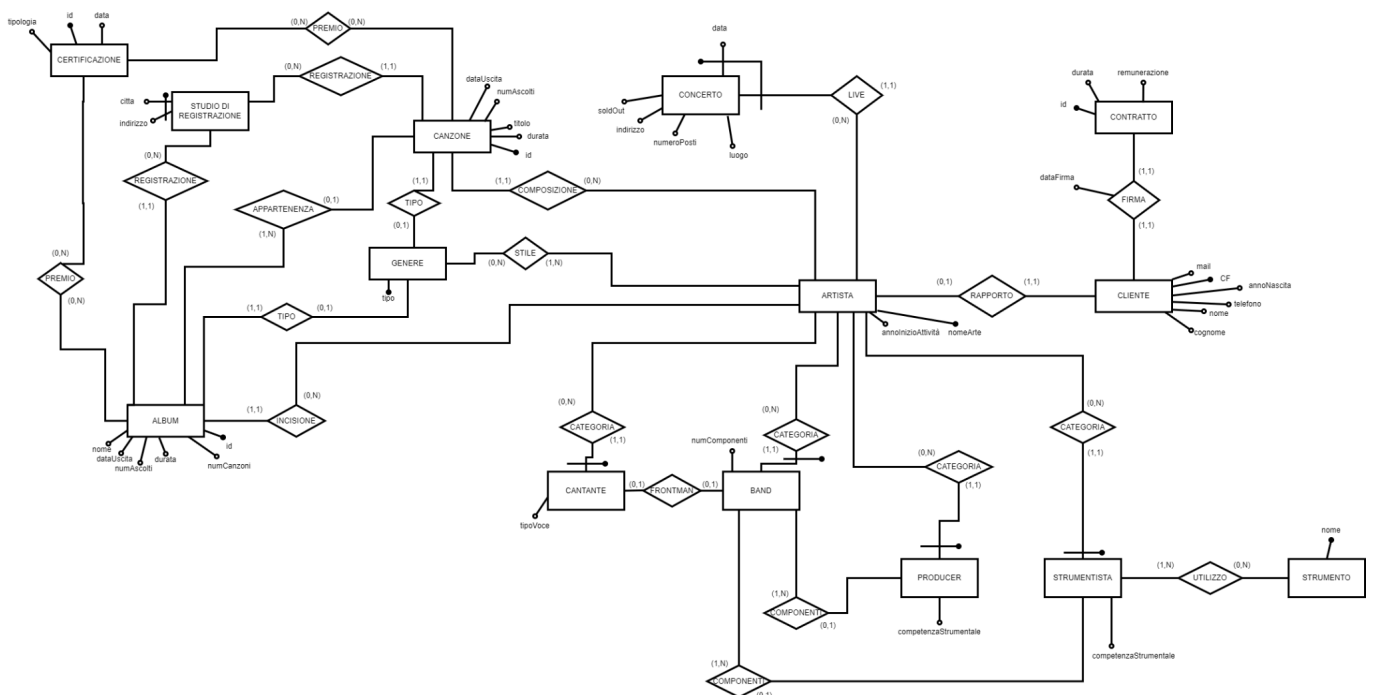 tipologia
id
data
CERTIFICAZIONE
(0,N)
PREMIO
(0,N)
(0,N)
REGISTRAZIONE
(1,1)
citta
indirizzo
STUDIO DI
REGISTRAZIONE
dataUscita
numAscolti
titolo
durata
id
CANZONE
data
CONCERTO
soldOut
indirizzo
numeroPosti
luogo
LIVE
(1,1)
(0,N)
durata
remunerazione
id
CONTRATTO
(1,1)
dataFirma
FIRMA
(1,1)
(0,N)
REGISTRAZIONE
(1,1)
APPARTENENZA
(0,1)
(1,N)
(1,1)
TIPO
(0,1)
(1,1)
COMPOSIZIONE
(0,N)
GENERE
tipo
(0,N)
STILE
(1,N)
(0,N)
PREMIO
(0,N)
(1,1)
TIPO
(0,1)
ARTISTA
annoInizioAttività
nomeArte
(0,1)
RAPPORTO
(1,1)
CLIENTE
mail
CF
annoNascita
telefono
nome
cognome
ALBUM
nome
dataUscita
numAscolti
durata
id
numCanzoni
(1,1)
INCISIONE
(0,N)
(0,N)
CATEGORIA
(1,1)
(0,N)
CATEGORIA
(1,1)
(0,N)
CATEGORIA
(1,1)
(0,N)
CATEGORIA
(1,1)
CANTANTE
tipoVoce
(0,1)
FRONTMAN
(0,1)
numComponenti
BAND
PRODUCER
competenzaStrumentale
(1,N)
COMPONENTI
(0,1)
STRUMENTISTA
competenzaStrumentale
(1,N)
UTILIZZO
(0,N)
nome
STRUMENTO
(1,N)
COMPONENTI
(0,1)